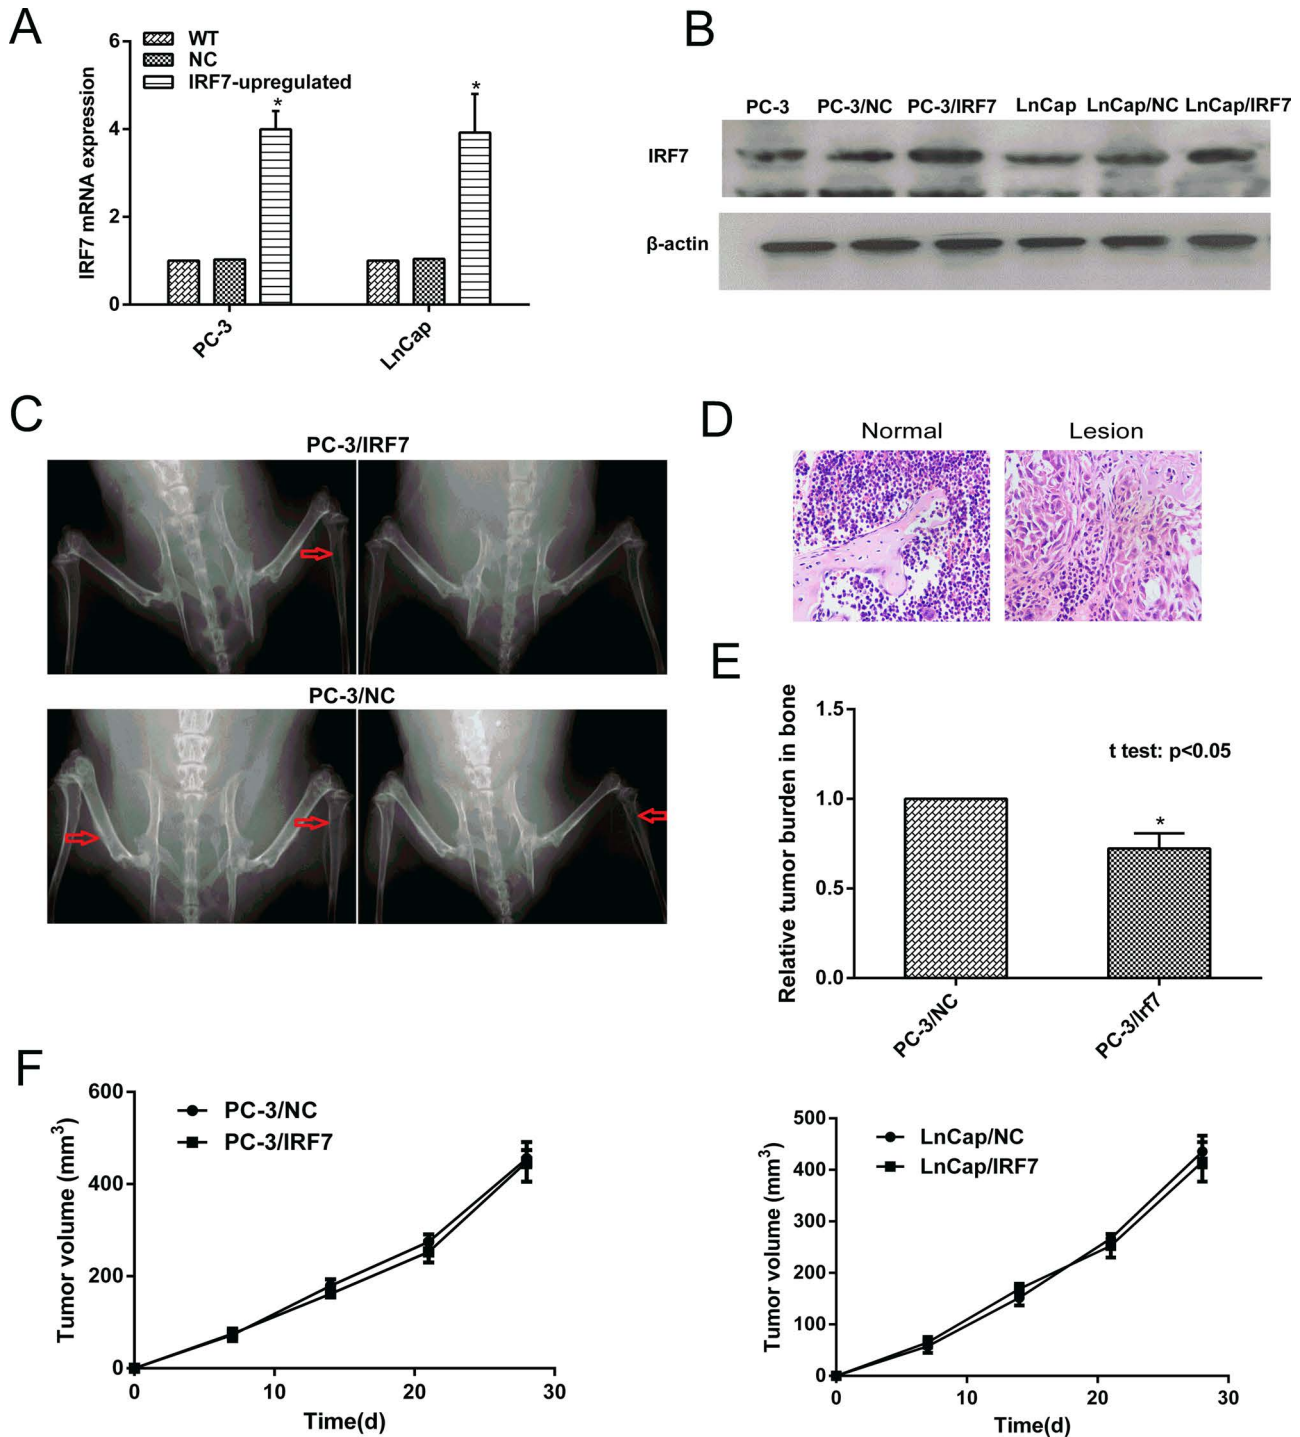 A
6
4
2
0
IRF7 mRNA expression
WT
NC
IRF7-upregulated
*
*
PC-3
LnCap
B
PC-3 PC-3/NC PC-3/IRF7 LnCap LnCap/NC LnCap/IRF7
IRF7
β-actin
C
PC-3/IRF7
PC-3/NC
D
Normal Lesion
E
Relative tumor burden in bone
1.5
1.0
0.5
0.0
t test: p<0.05
*
PC-3/NC
PC-3/Irf7
F
Tumor volume (mm3)
600
400
200
0
PC-3/NC
PC-3/IRF7
0 10 20 30
Time(d)
Tumor volume (mm3)
500
400
300
200
100
0
LnCap/NC
LnCap/IRF7
0 10 20 30
Time(d)